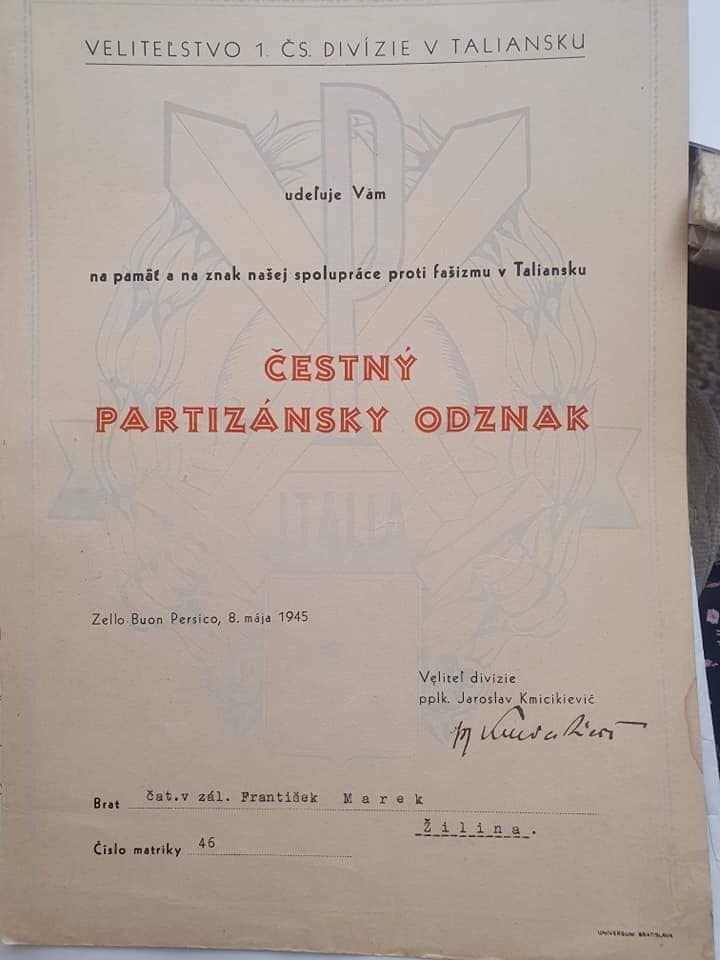 VELITEĽSTVO 1. ČS. DIVÍZIE V TALIANSKU
udeľuje Vám
na pamäť a na znak našej spolupráce proti fašizmu v Taliansku
ČESTNÝ
PARTIZÁNSKY ODZNAK
ITALIA
Zello Buon Persico, 8. mája 1945
Veliteľ divizie
pplk. Jaroslav Kmicikievič
Brat čat.v zál. František Marek
Žilina.
Číslo matriky 46
UNIVERSUM BRATISLAVA